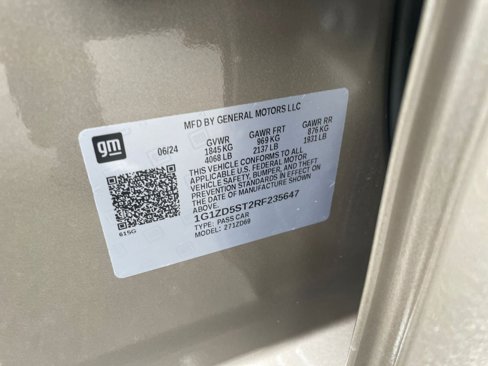 MFD BY GENERAL MOTORS LLC
gm
06/24
GVWR GAWR FRT GAWR RR
1845 KG 969 KG 876 KG
4068 LB 2137 LB 1931 LB
THIS VEHICLE CONFORMS TO ALL
APPLICABLE U.S. FEDERAL MOTOR
VEHICLE SAFETY, BUMPER, AND THEFT
PREVENTION STANDARDS IN EFFECT ON
THE DATE OF MANUFACTURE SHOWN
ABOVE.
1G1ZD5ST2RF235647
TYPE: PASS CAR
MODEL: 271ZD69
615G